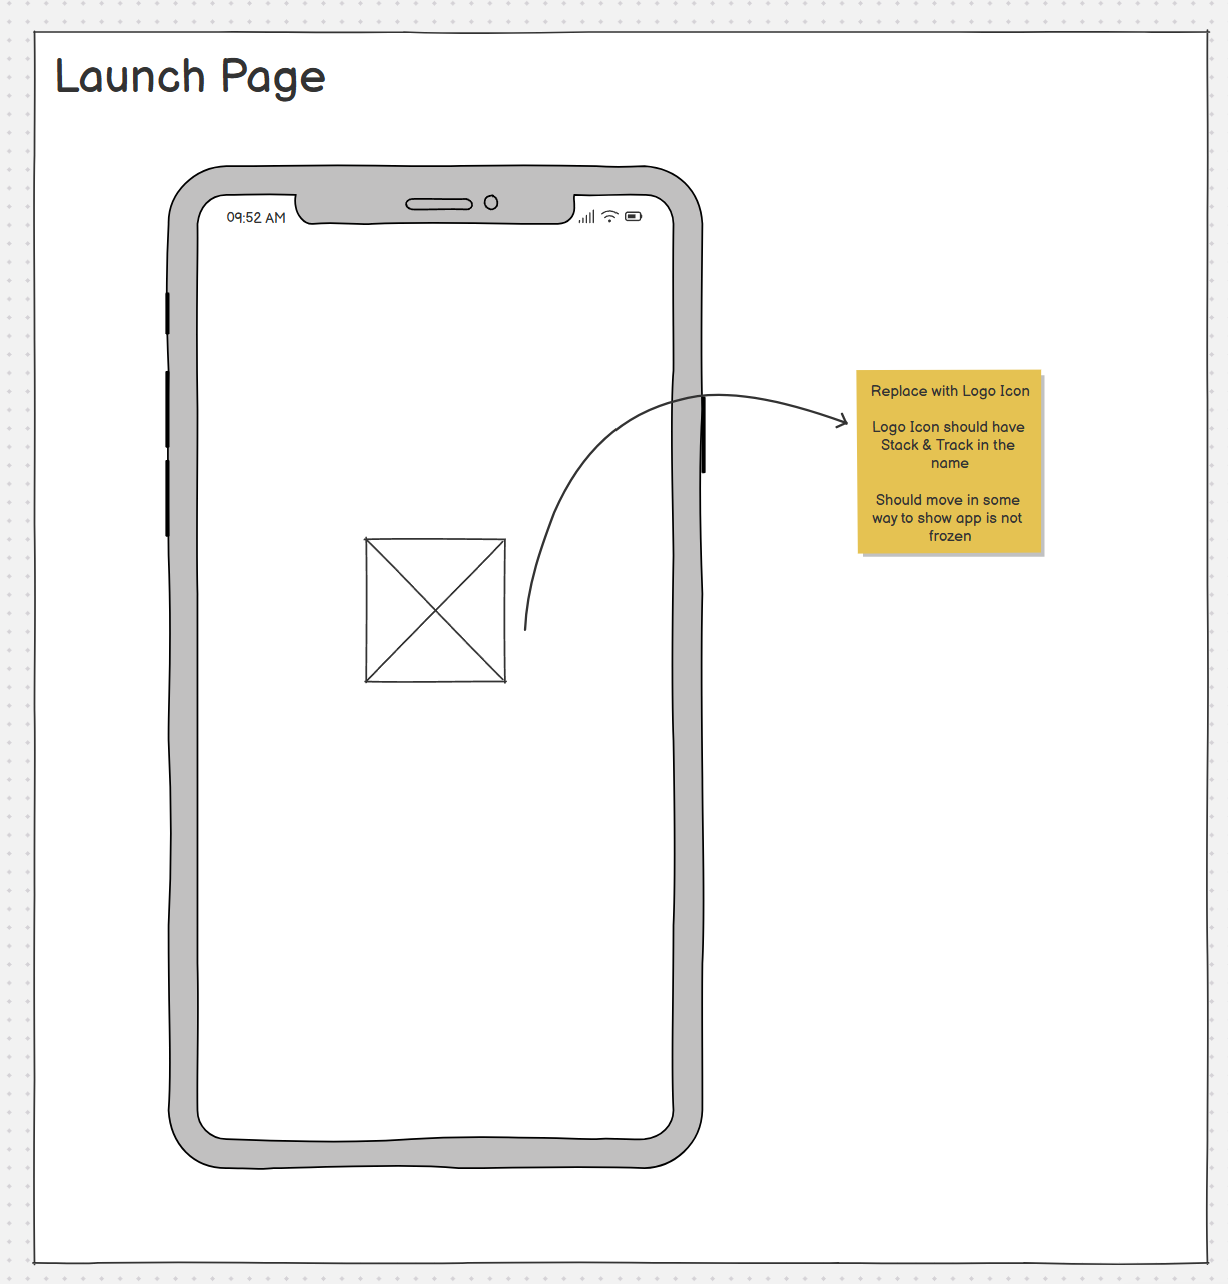 Launch Page
09:52 AM
Replace with Logo Icon
Logo Icon should have
Stack & Track in the
name
Should move in some
way to show app is not
frozen